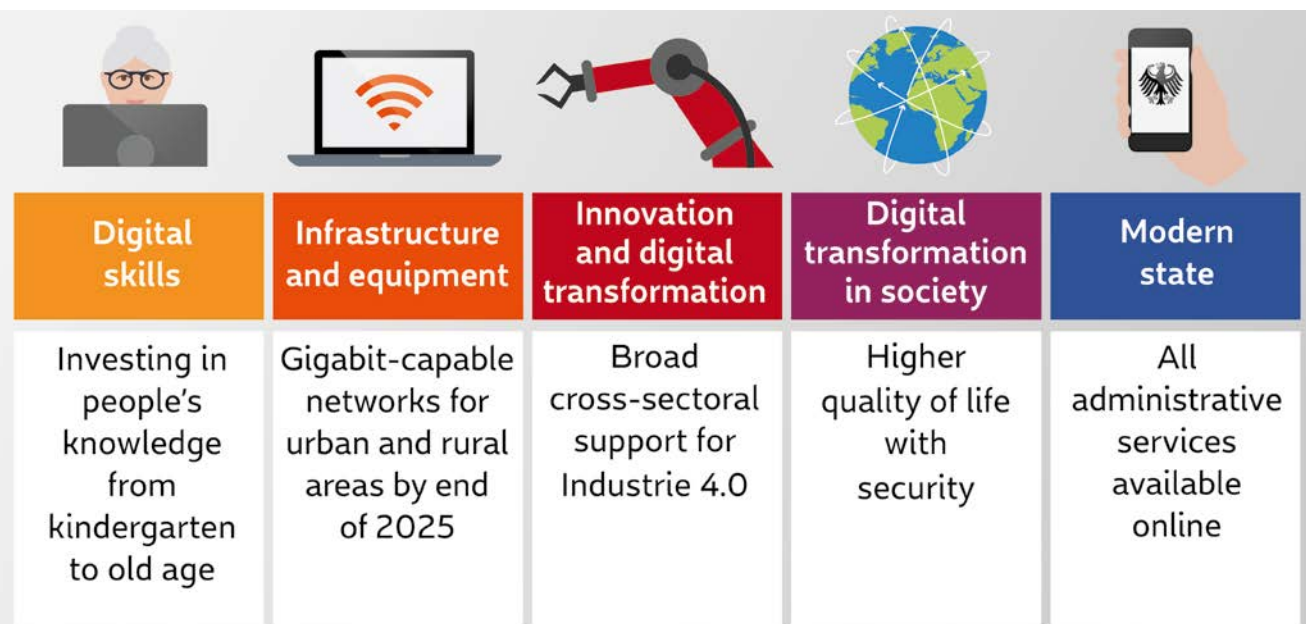 Digital
skills
Infrastructure
and equipment
Innovation
and digital
transformation
Digital
transformation
in society
Modern
state
Investing in
people's
knowledge
from
kindergarten
to old age
Gigabit-capable
networks for
urban and rural
areas by end
of 2025
Broad
cross-sectoral
support for
Industrie 4.0
Higher
quality of life
with
security
All
administrative
services
available
online